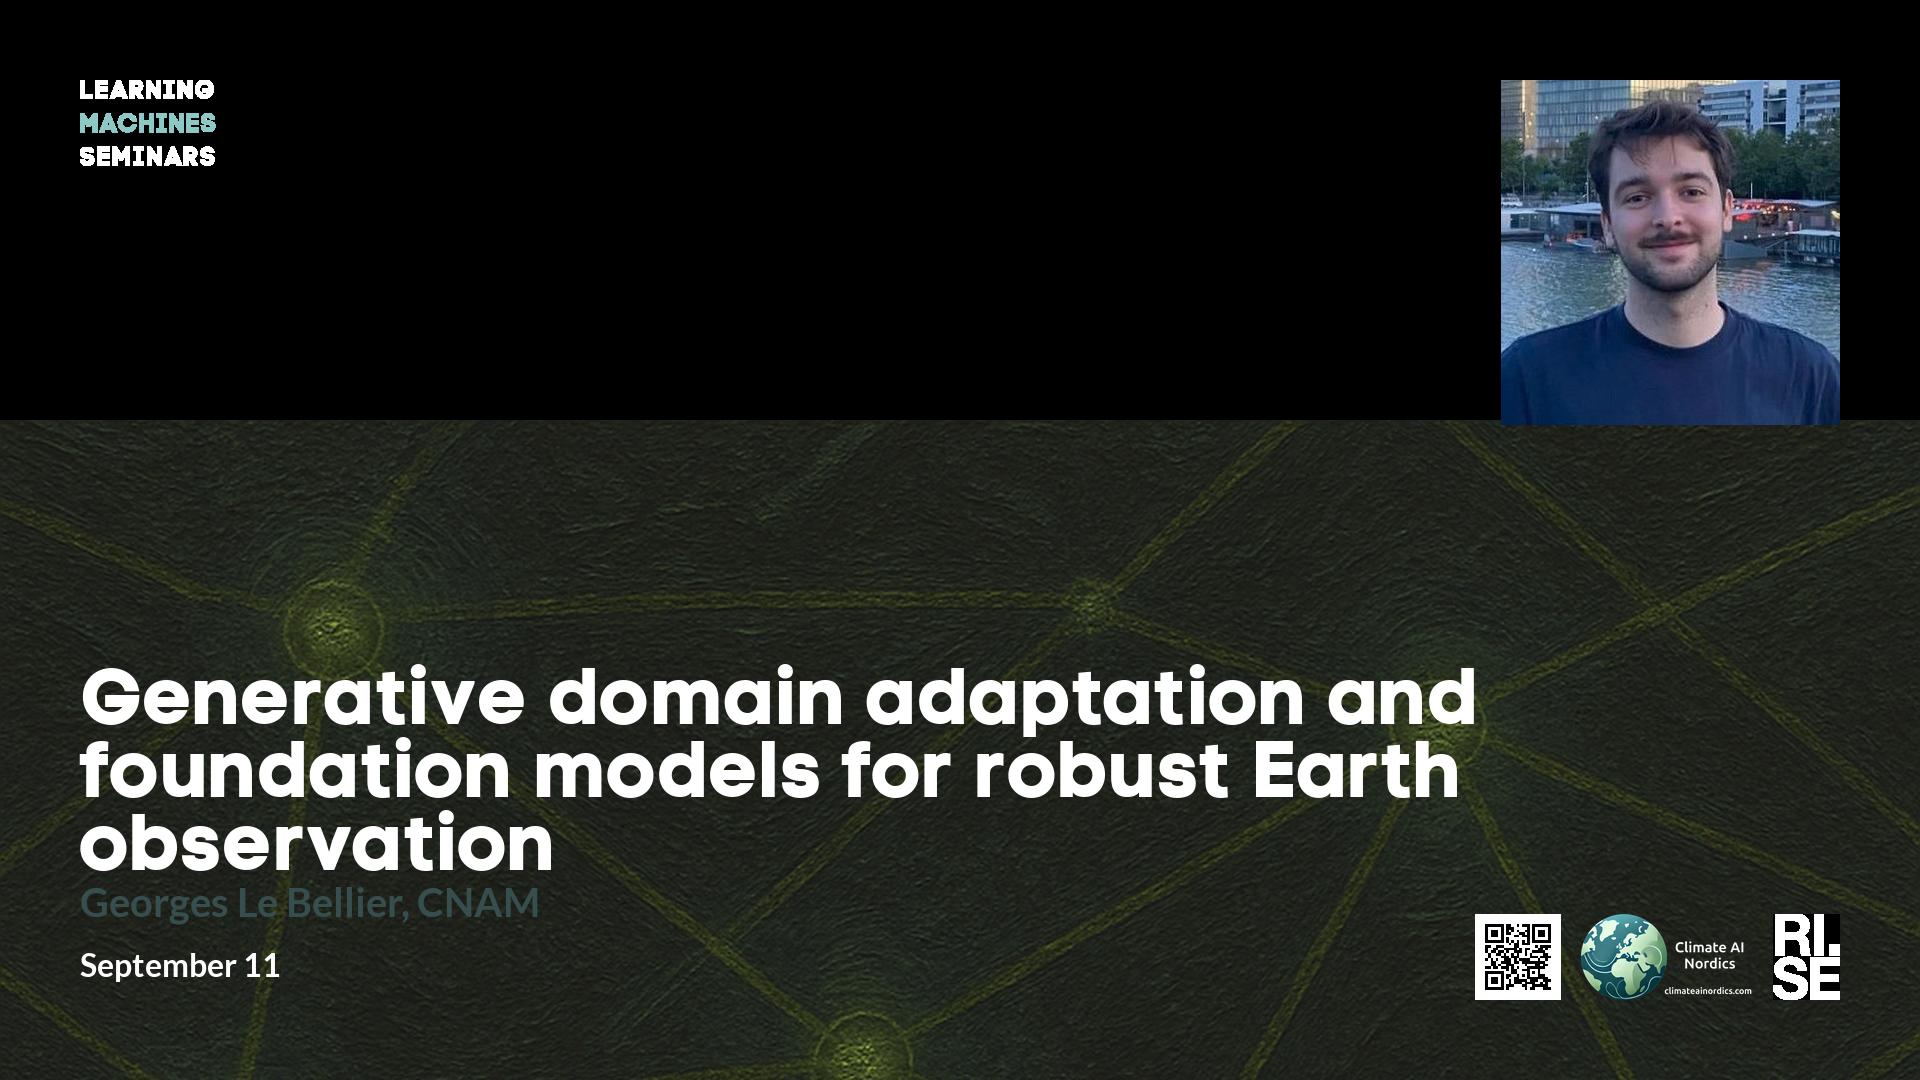 LEARNING
MACHINES
SEMINARS
Generative domain adaptation and
foundation models for robust Earth
observation
Georges Le Bellier, CNAM
September 11
Climate AI
Nordics
climateainordics.com
RI.
SE